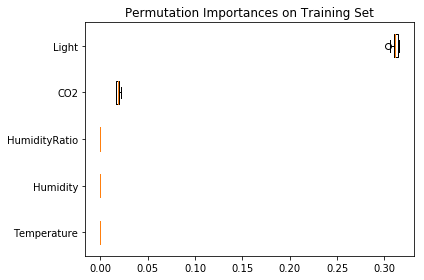 Permutation Importances on Training Set
Light
CO2
HumidityRatio
Humidity
Temperature
0.00 0.05 0.10 0.15 0.20 0.25 0.30